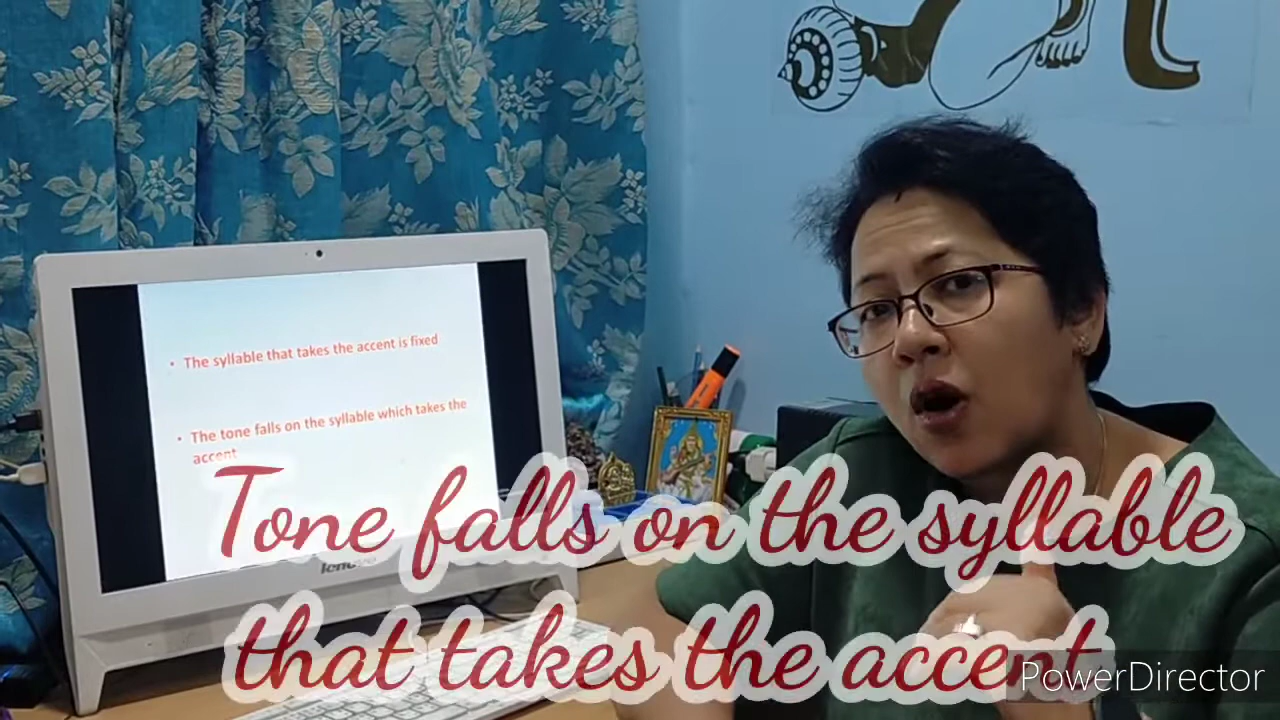 • The syllable that takes the accent is fixed
• The tone falls on the syllable which takes the
accent
lenovo
Tone falls on the syllable
that takes the accent
PowerDirector